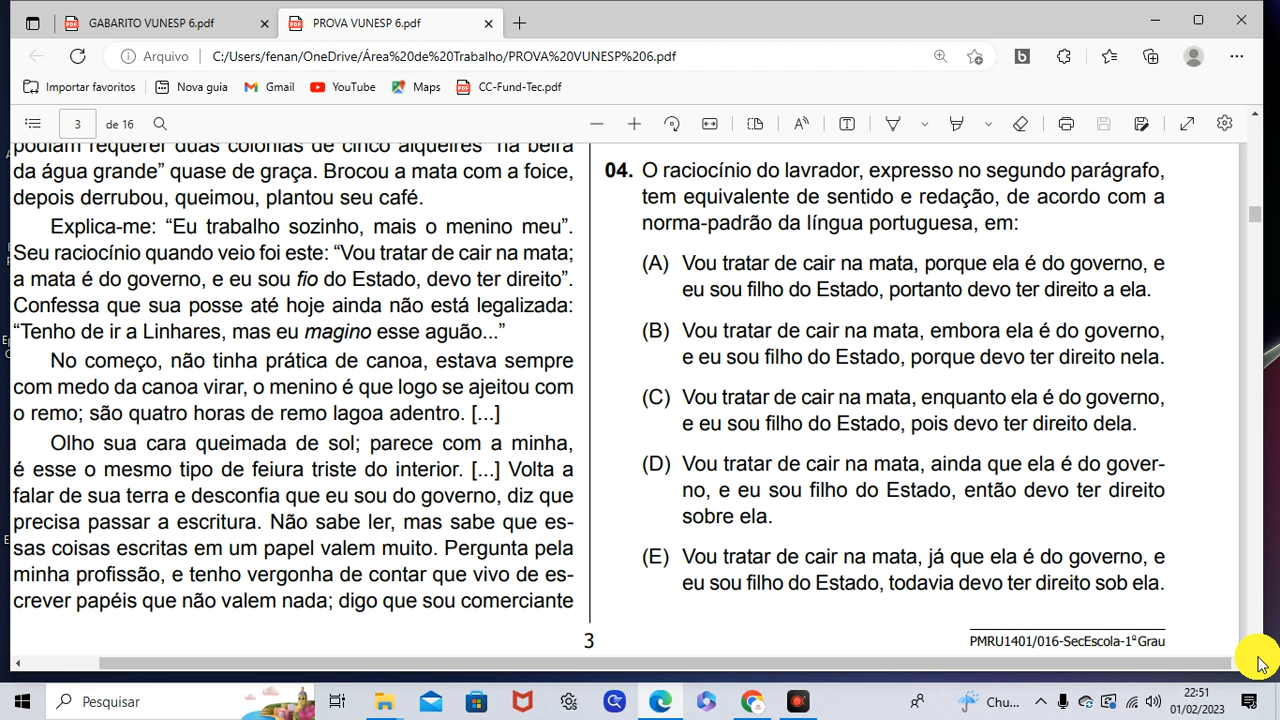 GABARITO VUNESP 6.pdf
PROVA VUNESP 6.pdf
Arquivo
C:/Users/fenan/OneDrive/Área%20de%20Trabalho/PROVA%20VUNESP%206.pdf
Importar favoritos
Nova guia
Gmail
YouTube
Maps
CC-Fund-Tec.pdf
3 de 16
podiam requerer duas colônias de cinco alqueires “na beira
da água grande” quase de graça. Brocou a mata com a foice,
depois derrubou, queimou, plantou seu café.
Explica-me: “Eu trabalho sozinho, mais o menino meu”.
Seu raciocínio quando veio foi este: “Vou tratar de cair na mata;
a mata é do governo, e eu sou fio do Estado, devo ter direito”.
Confessa que sua posse até hoje ainda não está legalizada:
“Tenho de ir a Linhares, mas eu magino esse aguão...”
No começo, não tinha prática de canoa, estava sempre
com medo da canoa virar, o menino é que logo se ajeitou com
o remo; são quatro horas de remo lagoa adentro. [...]
Olho sua cara queimada de sol; parece com a minha,
é esse o mesmo tipo de feiura triste do interior. [...] Volta a
falar de sua terra e desconfia que eu sou do governo, diz que
precisa passar a escritura. Não sabe ler, mas sabe que es-
sas coisas escritas em um papel valem muito. Pergunta pela
minha profissão, e tenho vergonha de contar que vivo de es-
crever papéis que não valem nada; digo que sou comerciante
04. O raciocínio do lavrador, expresso no segundo parágrafo,
tem equivalente de sentido e redação, de acordo com a
norma-padrão da língua portuguesa, em:
(A) Vou tratar de cair na mata, porque ela é do governo, e
eu sou filho do Estado, portanto devo ter direito a ela.
(B) Vou tratar de cair na mata, embora ela é do governo,
e eu sou filho do Estado, porque devo ter direito nela.
(C) Vou tratar de cair na mata, enquanto ela é do governo,
e eu sou filho do Estado, pois devo ter direito dela.
(D) Vou tratar de cair na mata, ainda que ela é do gover-
no, e eu sou filho do Estado, então devo ter direito
sobre ela.
(E) Vou tratar de cair na mata, já que ela é do governo, e
eu sou filho do Estado, todavia devo ter direito sob ela.
3
PMRU1401/016-SecEscola-1ºGrau
Pesquisar
Chu...
22:51
01/02/2023